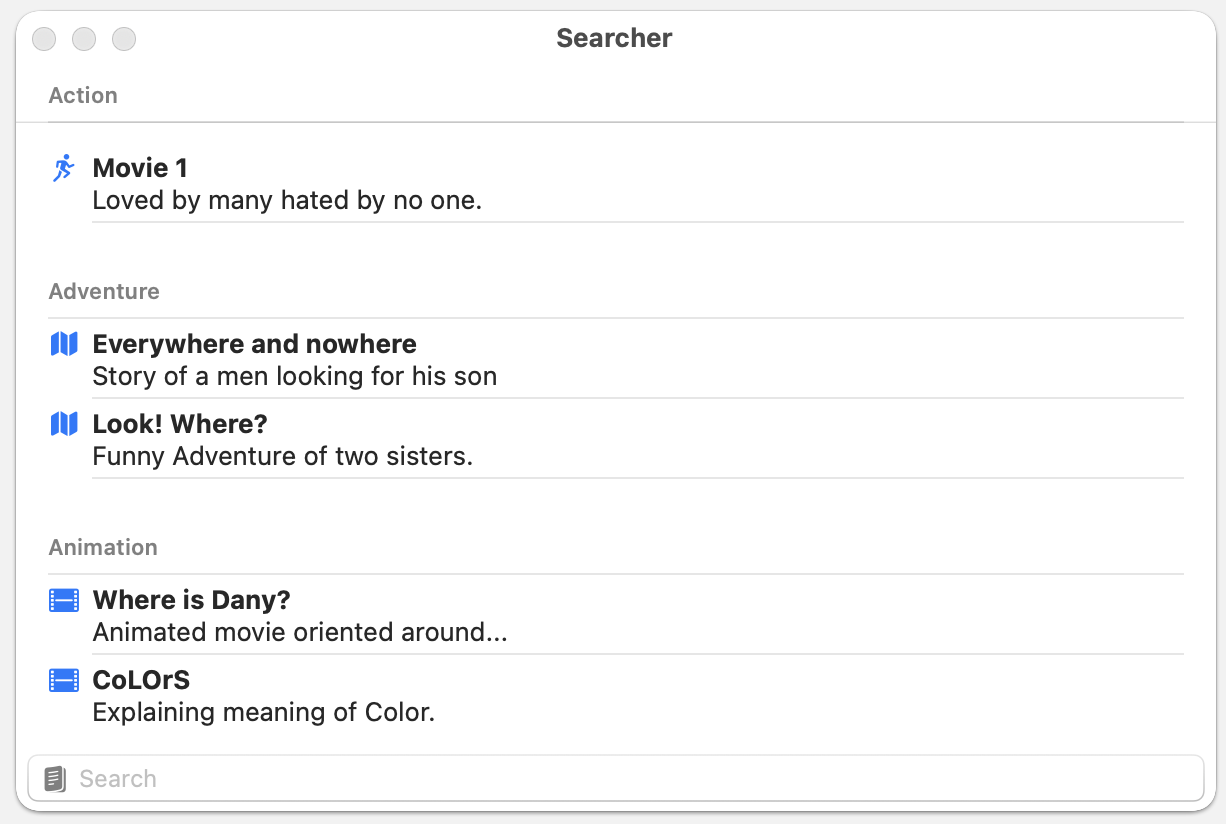 Searcher
Action
Movie 1
Loved by many hated by no one.
Adventure
Everywhere and nowhere
Story of a men looking for his son
Look! Where?
Funny Adventure of two sisters.
Animation
Where is Dany?
Animated movie oriented around...
CoLOrS
Explaining meaning of Color.
Search